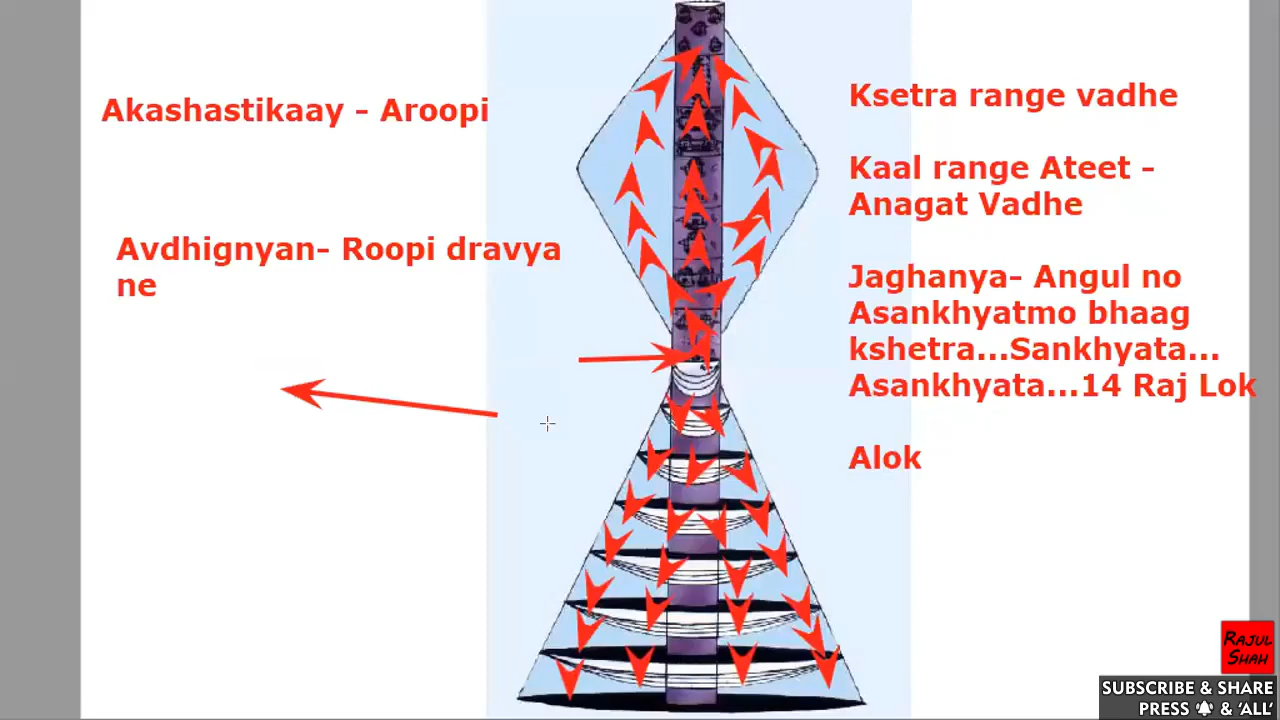 Akashastikaay - Aroopi
Avdhignyan- Roopi dravya
ne
Ksetra range vadhe
Kaal range Ateet -
Anagat Vadhe
Jaghanya- Angul no
Asankhyatmo bhaag
kshetra...Sankhyata...
Asankhyata...14 Raj Lok
Alok
RAJUL
SHAH
SUBSCRIBE & SHARE
PRESS & 'ALL'